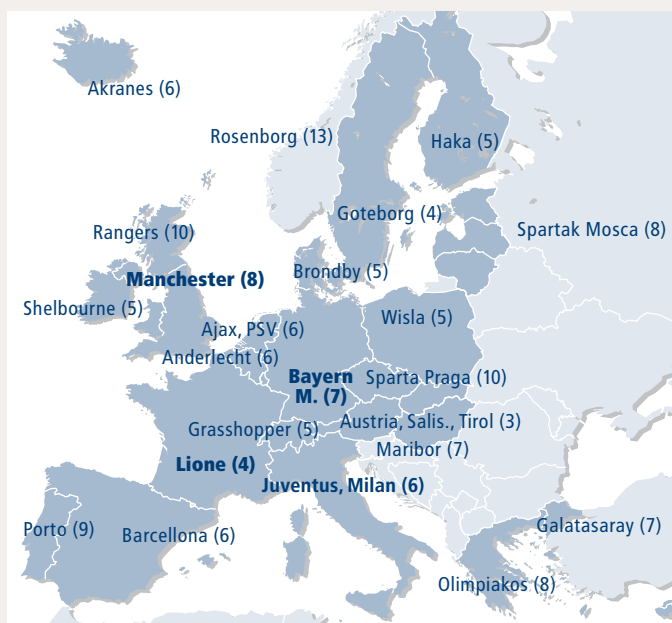 Akranes (6)
Rosenborg (13)
Haka (5)
Goteborg (4)
Spartak Mosca (8)
Rangers (10)
Brondby (5)
Manchester (8)
Shelbourne (5)
Wisla (5)
Ajax, PSV (6)
Anderlecht (6)
Bayern
M. (7)
Sparta Praga (10)
Austria, Salis., Tirol (3)
Grasshopper (5)
Maribor (7)
Lione (4)
Juventus, Milan (6)
Porto (9)
Barcellona (6)
Galatasaray (7)
Olimpiakos (8)